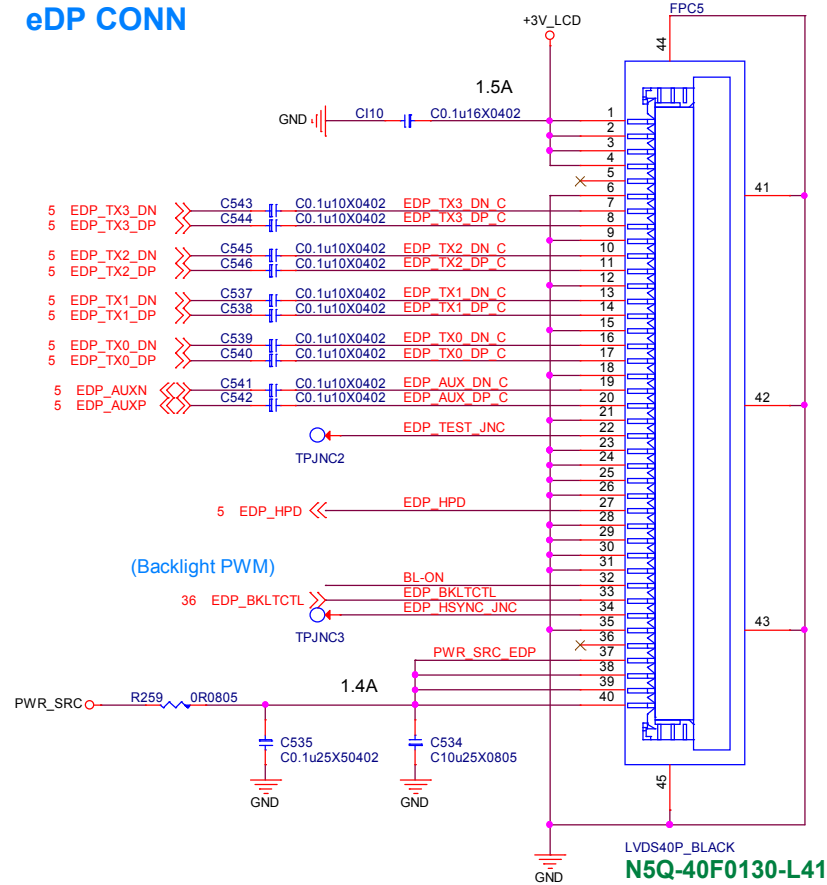 eDP CONN
FPC5
+3V_LCD
44
1.5A
GND
CI10
C0.1u16X0402
1
2
3
4
5
6
41
5 EDP_TX3_DN C543 C0.1u10X0402 EDP_TX3_DN_C 7
5 EDP_TX3_DP C544 C0.1u10X0402 EDP_TX3_DP_C 8
9
5 EDP_TX2_DN C545 C0.1u10X0402 EDP_TX2_DN_C 10
5 EDP_TX2_DP C546 C0.1u10X0402 EDP_TX2_DP_C 11
12
5 EDP_TX1_DN C537 C0.1u10X0402 EDP_TX1_DN_C 13
5 EDP_TX1_DP C538 C0.1u10X0402 EDP_TX1_DP_C 14
15
5 EDP_TX0_DN C539 C0.1u10X0402 EDP_TX0_DN_C 16
5 EDP_TX0_DP C540 C0.1u10X0402 EDP_TX0_DP_C 17
18
5 EDP_AUXN C541 C0.1u10X0402 EDP_AUX_DN_C 19
5 EDP_AUXP C542 C0.1u10X0402 EDP_AUX_DP_C 20
42
21
EDP_TEST_JNC 22
TPJNC2
23
24
25
26
5 EDP_HPD EDP_HPD 27
28
29
30
31
(Backlight PWM)
BL-ON 32
36 EDP_BKLTCTL EDP_BKLTCTL 33
EDP_HSYNC_JNC 34
TPJNC3
35
43
36
PWR_SRC_EDP 37
38
39
40
1.4A
PWR_SRC R259 0R0805
C535
C0.1u25X50402
GND
C534
C10u25X0805
GND
45
LVDS40P_BLACK
N5Q-40F0130-L41
GND